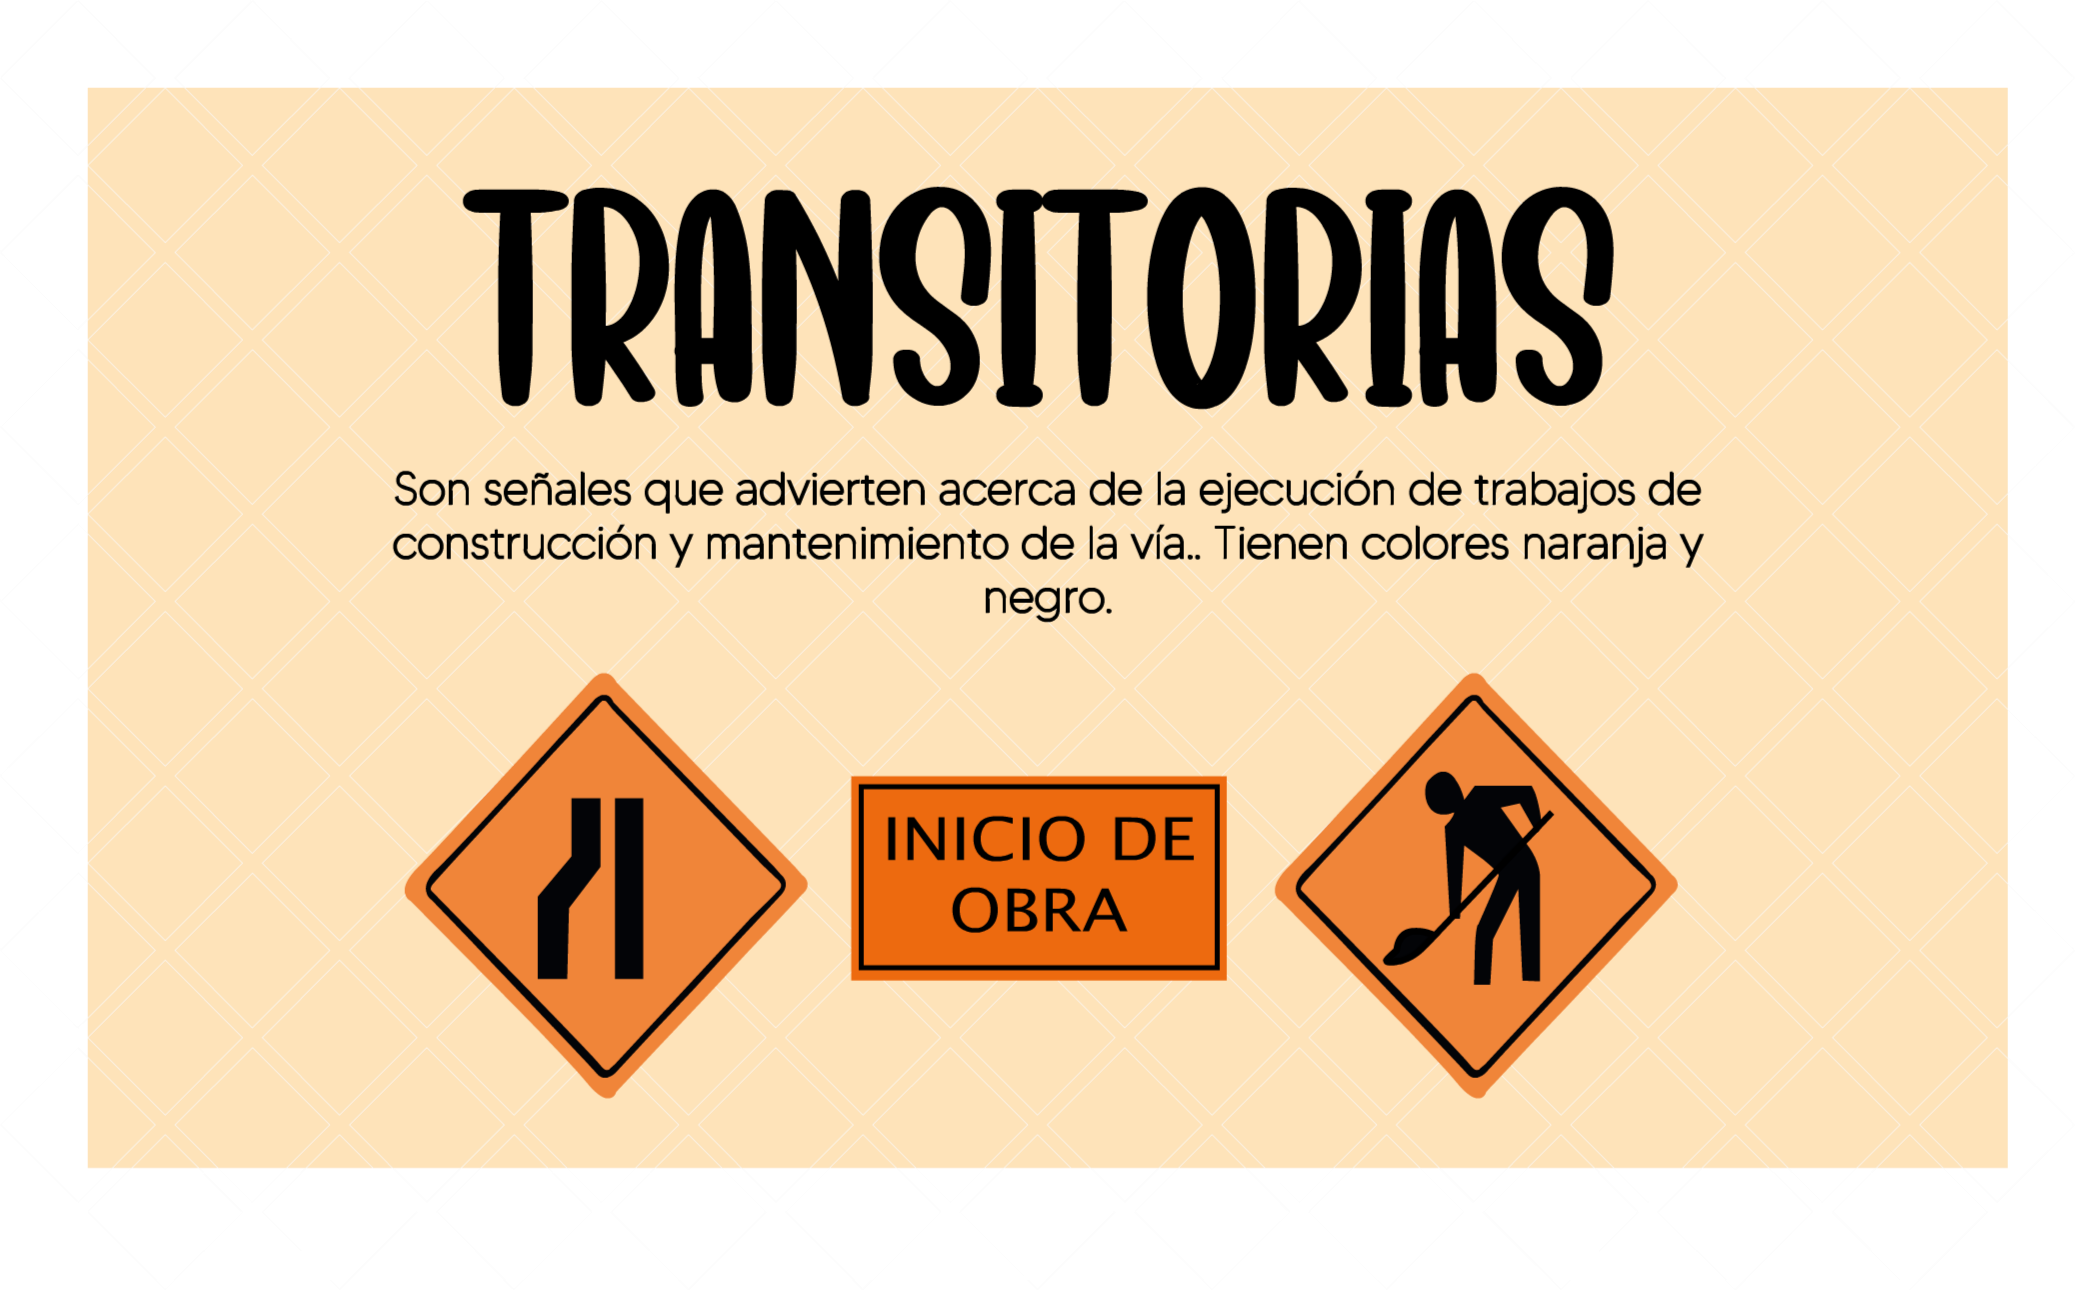 TRANSITORIAS
Son señales que advierten acerca de la ejecución de trabajos de
construcción y mantenimiento de la vía.. Tienen colores naranja y
negro.
INICIO DE
OBRA